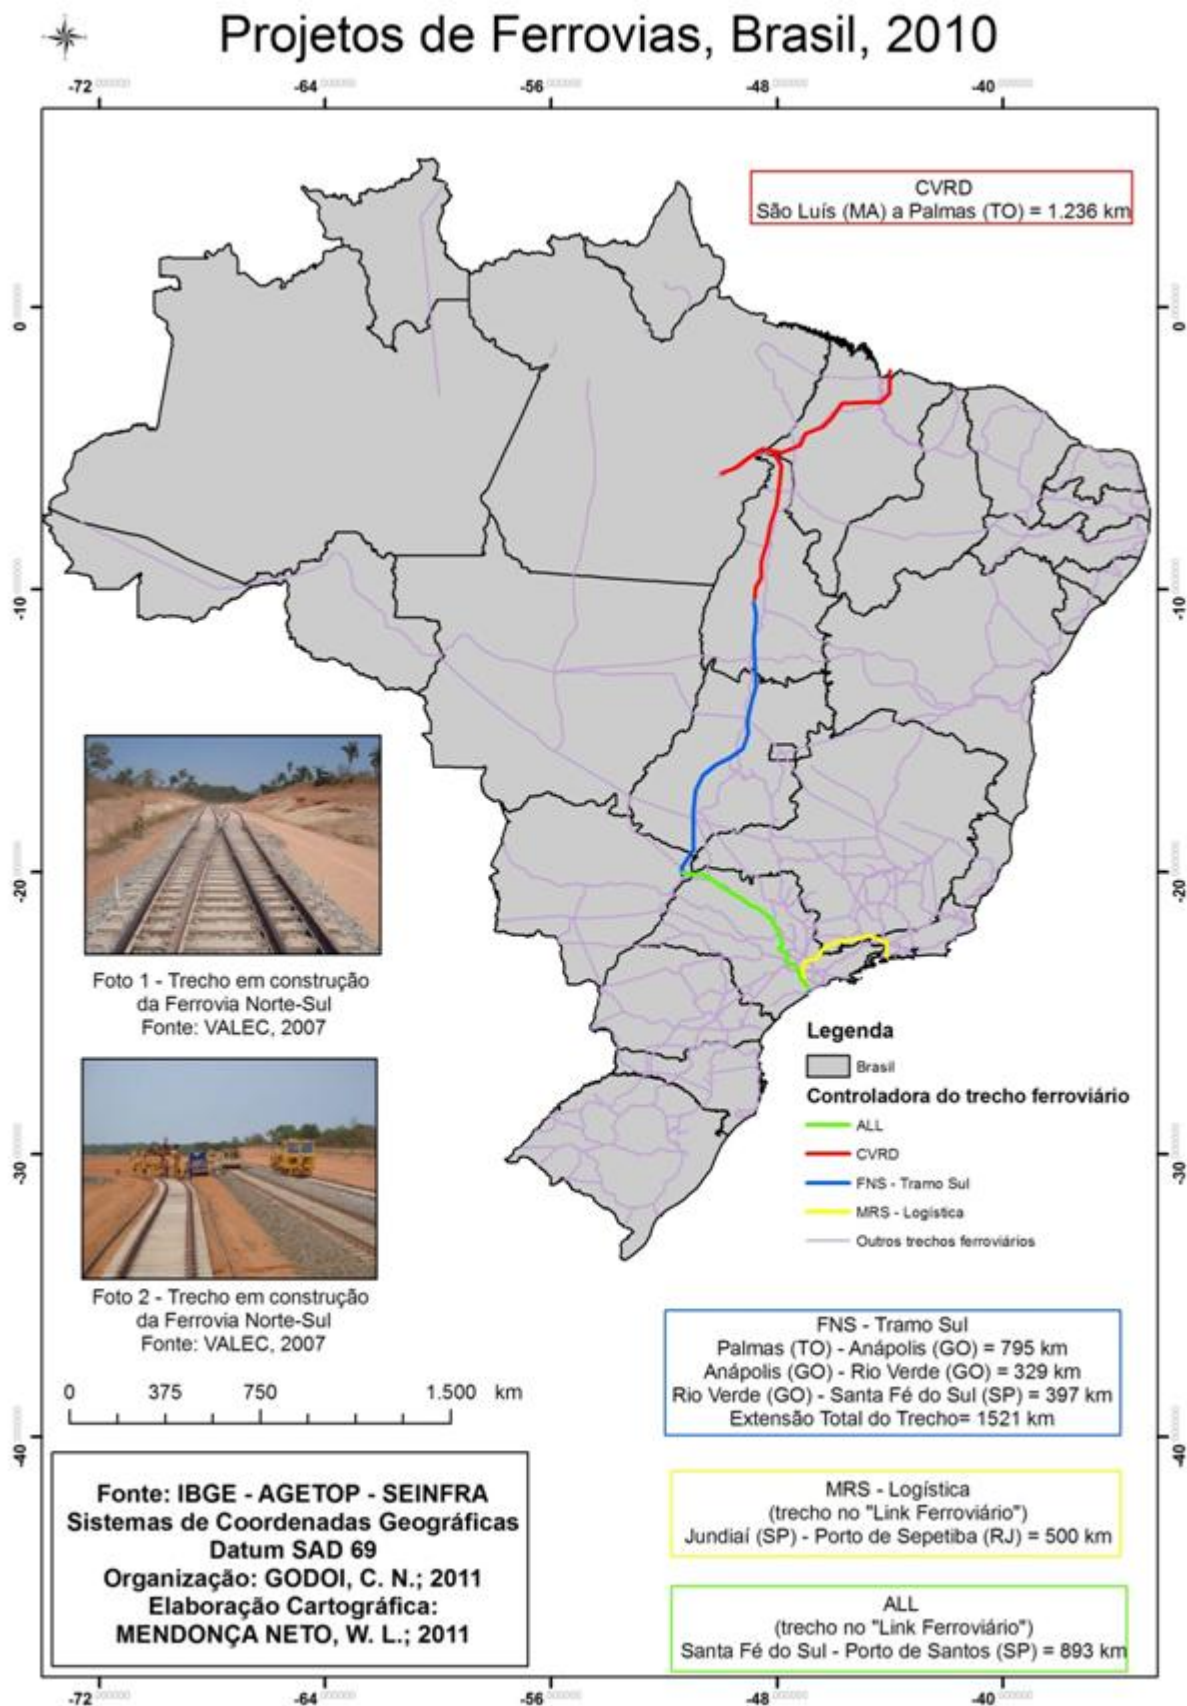 Projetos de Ferrovias, Brasil, 2010
-72 -64 -56 -48 -40
CVRD
São Luís (MA) a Palmas (TO) = 1.236 km
0 0
-10 -10
-20 -20
Foto 1 - Trecho em construção
da Ferrovia Norte-Sul
Fonte: VALEC, 2007
Legenda
Brasil
Controladora do trecho ferroviário
ALL
CVRD
FNS - Tramo Sul
MRS - Logística
Outros trechos ferroviários
-30 -30
Foto 2 - Trecho em construção
da Ferrovia Norte-Sul
Fonte: VALEC, 2007
FNS - Tramo Sul
Palmas (TO) - Anápolis (GO) = 795 km
Anápolis (GO) - Rio Verde (GO) = 329 km
Rio Verde (GO) - Santa Fé do Sul (SP) = 397 km
Extensão Total do Trecho= 1521 km
0 375 750 1.500 km
-40 -40
Fonte: IBGE - AGETOP - SEINFRA
Sistemas de Coordenadas Geográficas
Datum SAD 69
Organização: GODOI, C. N.; 2011
Elaboração Cartográfica:
MENDONÇA NETO, W. L.; 2011
MRS - Logística
(trecho no "Link Ferroviário")
Jundiaí (SP) - Porto de Sepetiba (RJ) = 500 km
ALL
(trecho no "Link Ferroviário")
Santa Fé do Sul - Porto de Santos (SP) = 893 km
-72 -64 -56 -48 -40